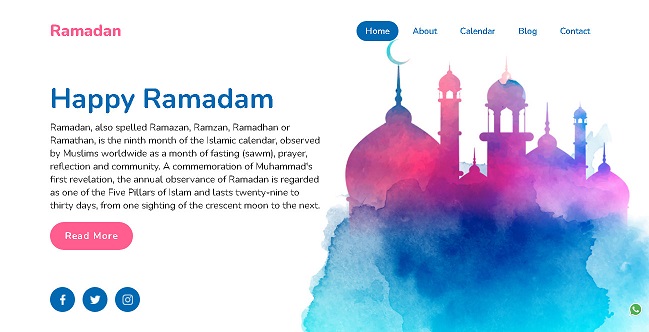 Ramadan
Home
About
Calendar
Blog
Contact
Happy Ramadam
Ramadan, also spelled Ramazan, Ramzan, Ramadhan or
Ramathan, is the ninth month of the Islamic calendar, observed
by Muslims worldwide as a month of fasting (sawm), prayer,
reflection and community. A commemoration of Muhammad's
first revelation, the annual observance of Ramadan is regarded
as one of the Five Pillars of Islam and lasts twenty-nine to
thirty days, from one sighting of the crescent moon to the next.
Read More